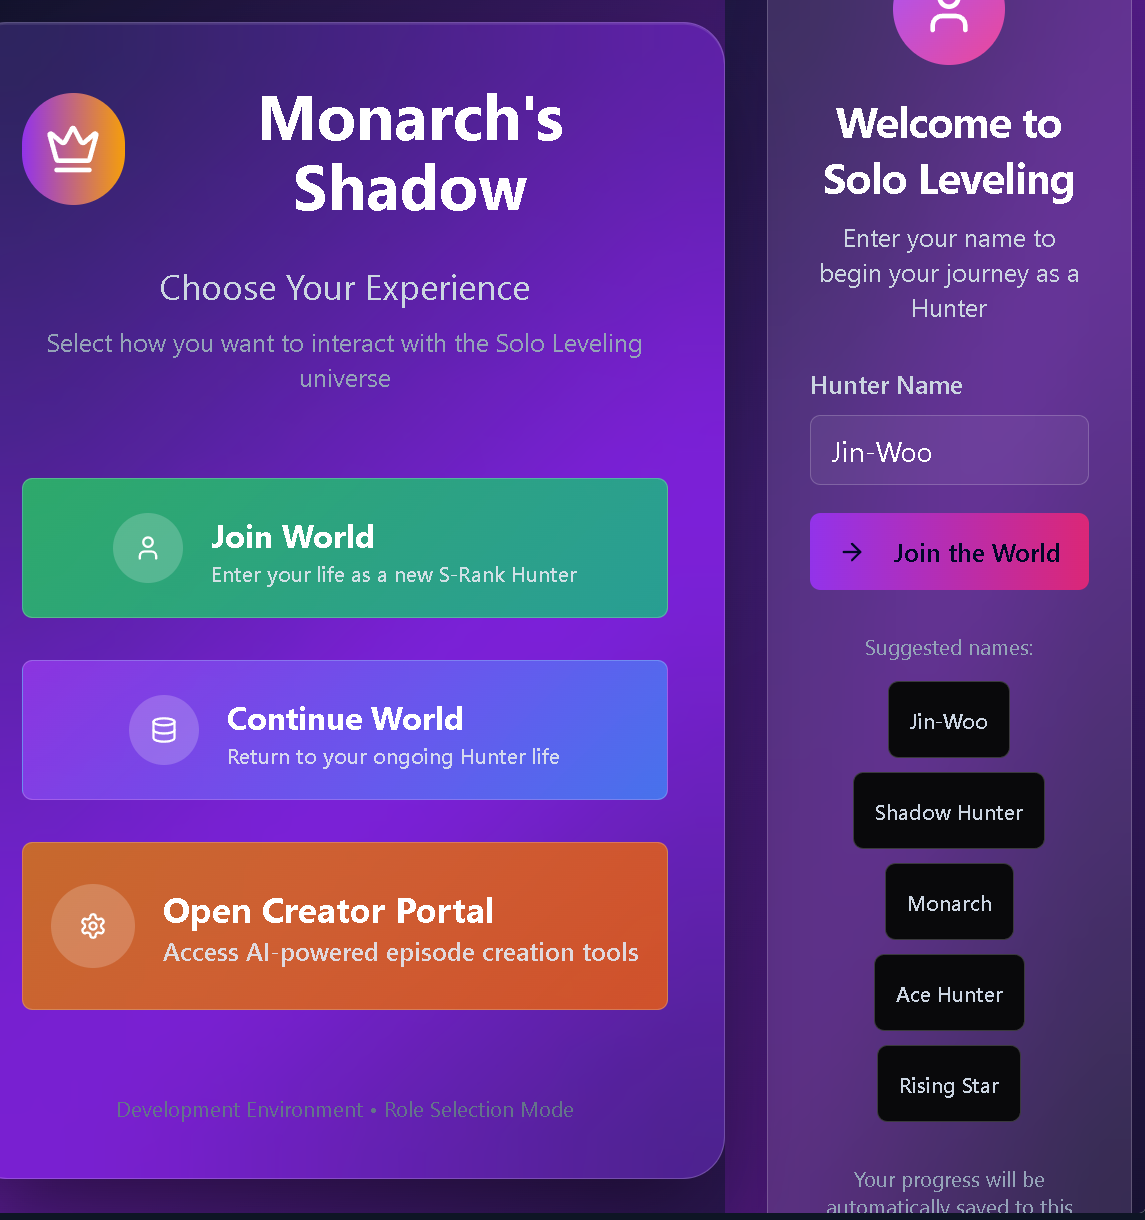 Monarch's
Shadow
Choose Your Experience
Select how you want to interact with the Solo Leveling
universe
Join World
Enter your life as a new S-Rank Hunter
Continue World
Return to your ongoing Hunter life
Open Creator Portal
Access AI-powered episode creation tools
Development Environment • Role Selection Mode
Welcome to
Solo Leveling
Enter your name to
begin your journey as a
Hunter
Hunter Name
Jin-Woo
Join the World
Suggested names:
Jin-Woo
Shadow Hunter
Monarch
Ace Hunter
Rising Star
Your progress will be
automatically saved to this